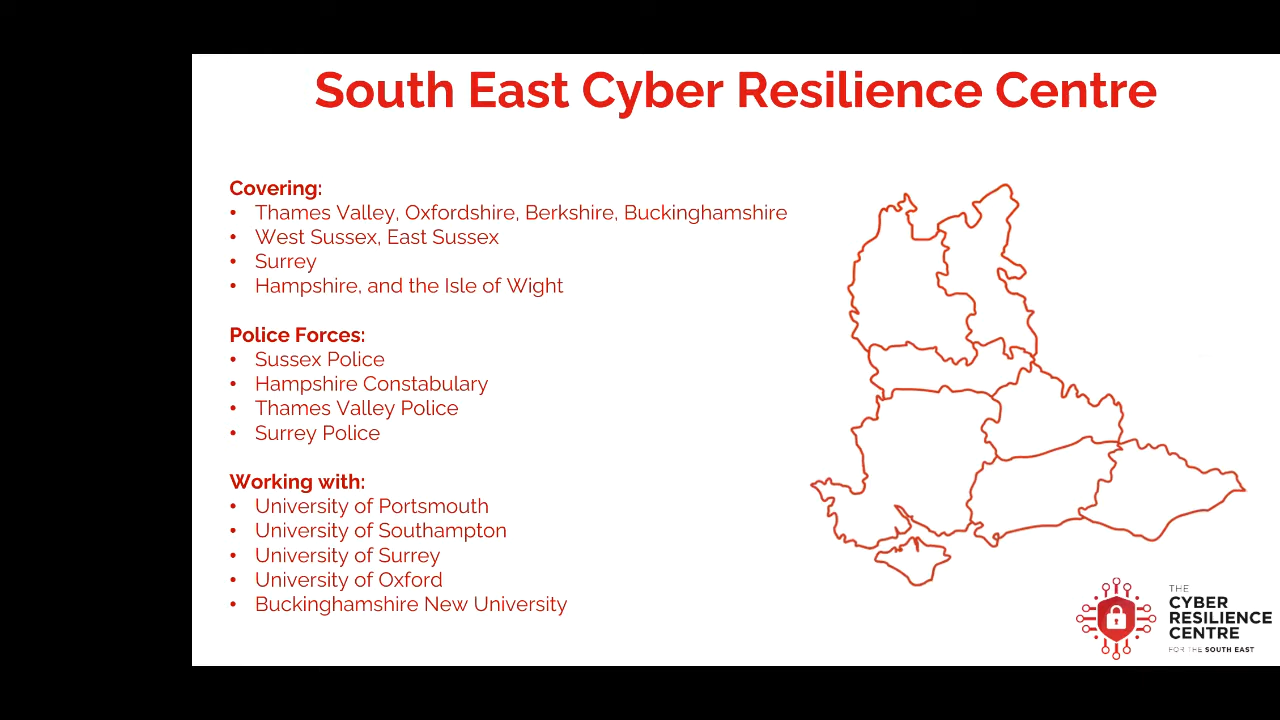 South East Cyber Resilience Centre
Covering:
• Thames Valley, Oxfordshire, Berkshire, Buckinghamshire
• West Sussex, East Sussex
• Surrey
• Hampshire, and the Isle of Wight
Police Forces:
• Sussex Police
• Hampshire Constabulary
• Thames Valley Police
• Surrey Police
Working with:
• University of Portsmouth
• University of Southampton
• University of Surrey
• University of Oxford
• Buckinghamshire New University
THE
CYBER
RESILIENCE
CENTRE
FOR THE SOUTH EAST